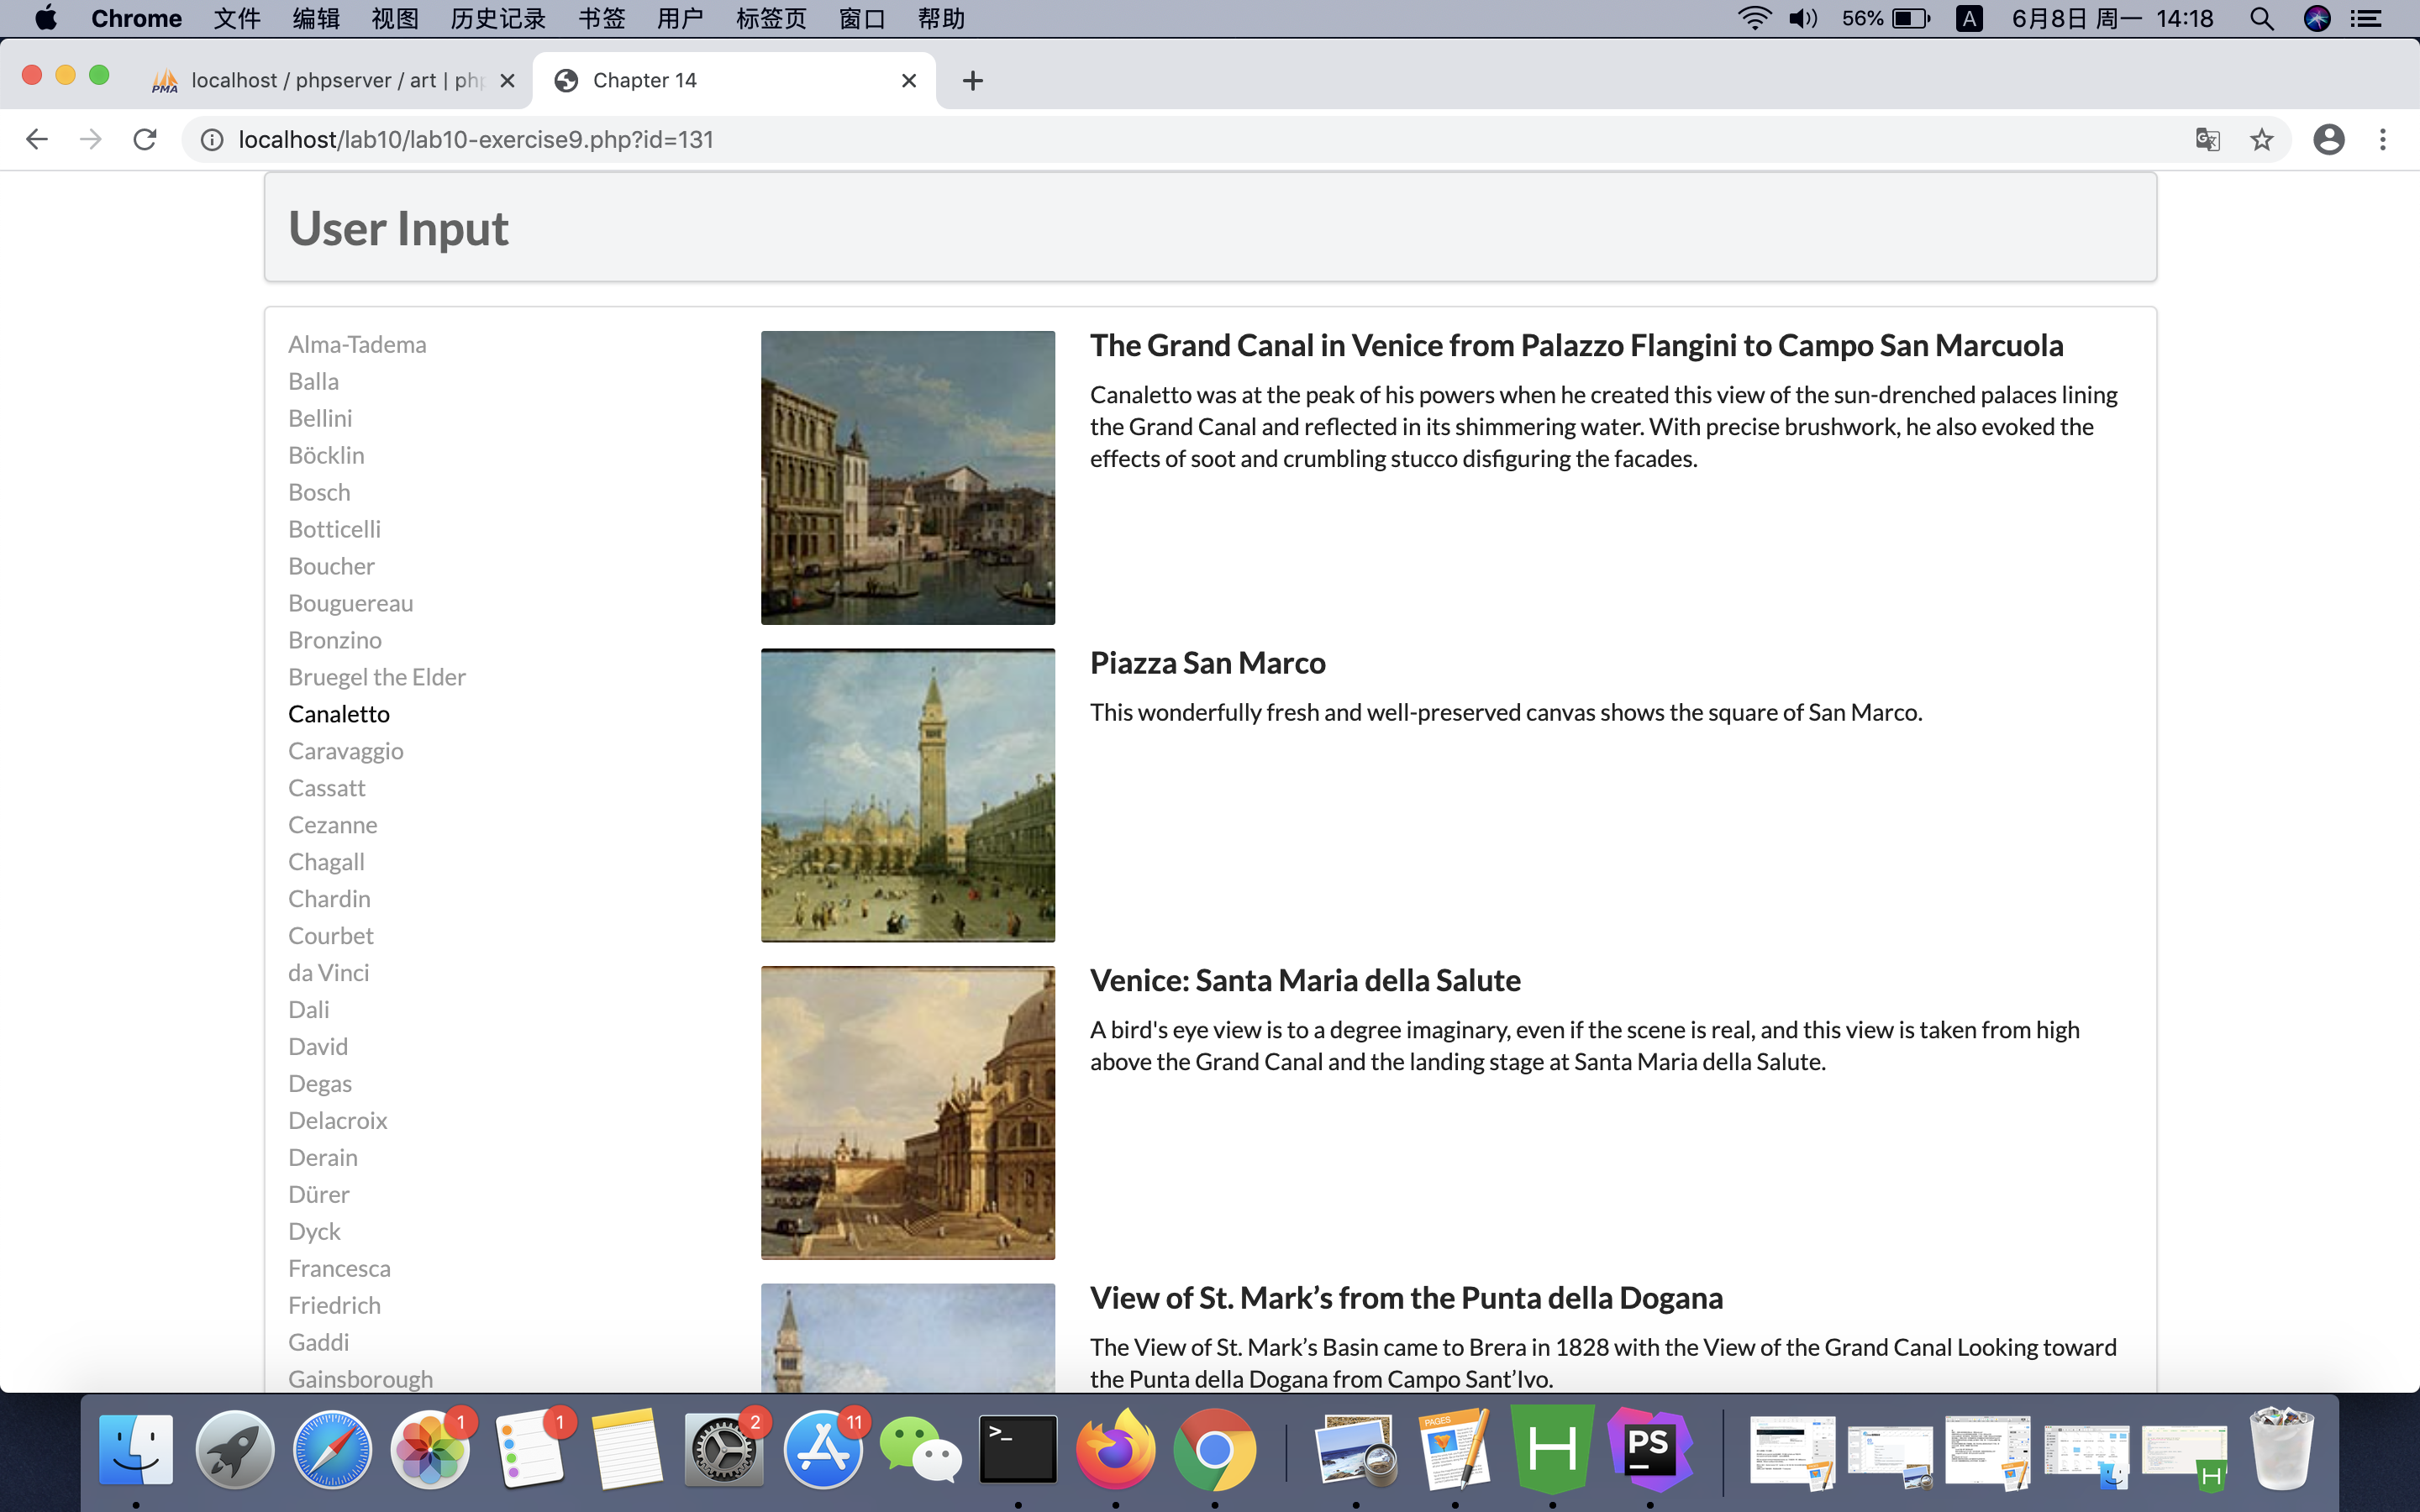 Chrome 文件 编辑 视图 历史记录 书签 用户 标签页 窗口 帮助 56% A 6月8日 周一 14:18
PMA localhost / phpserver / art | php Chapter 14
localhost/lab10/lab10-exercise9.php?id=131
User Input
Alma-Tadema
Balla
Bellini
Böcklin
Bosch
Botticelli
Boucher
Bouguereau
Bronzino
Bruegel the Elder
Canaletto
Caravaggio
Cassatt
Cezanne
Chagall
Chardin
Courbet
da Vinci
Dali
David
Degas
Delacroix
Derain
Dürer
Dyck
Francesca
Friedrich
Gaddi
Gainsborough
The Grand Canal in Venice from Palazzo Flangini to Campo San Marcuola
Canaletto was at the peak of his powers when he created this view of the sun-drenched palaces lining
the Grand Canal and reflected in its shimmering water. With precise brushwork, he also evoked the
effects of soot and crumbling stucco disfiguring the facades.
Piazza San Marco
This wonderfully fresh and well-preserved canvas shows the square of San Marco.
Venice: Santa Maria della Salute
A bird's eye view is to a degree imaginary, even if the scene is real, and this view is taken from high
above the Grand Canal and the landing stage at Santa Maria della Salute.
View of St. Mark’s from the Punta della Dogana
The View of St. Mark’s Basin came to Brera in 1828 with the View of the Grand Canal Looking toward
the Punta della Dogana from Campo Sant’Ivo.
1 1 2 11 >_ PAGES H PS H